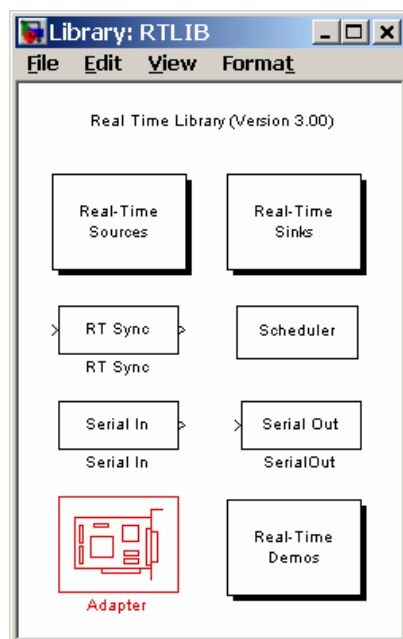 Library: RTLIB
File Edit View Format
Real Time Library (Version 3.00)
Real-Time
Sources
Real-Time
Sinks
RT Sync
RT Sync
Scheduler
Serial In
Serial In
Serial Out
SerialOut
Adapter
Real-Time
Demos